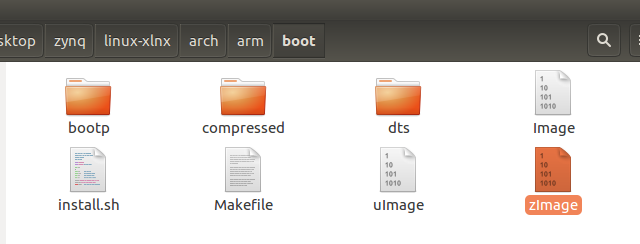 sktop zynq linux-xlnx arch arm boot
bootp compressed dts Image
install.sh Makefile uImage zImage